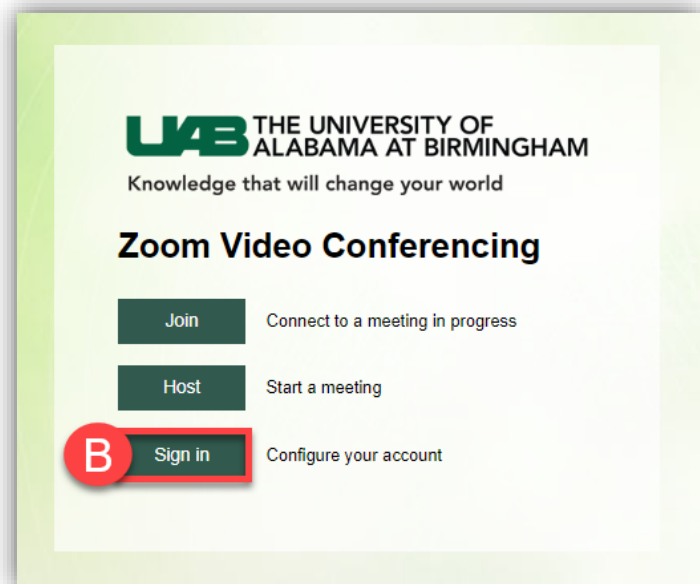 UAB THE UNIVERSITY OF
ALABAMA AT BIRMINGHAM
Knowledge that will change your world
Zoom Video Conferencing
Join Connect to a meeting in progress
Host Start a meeting
B Sign in Configure your account